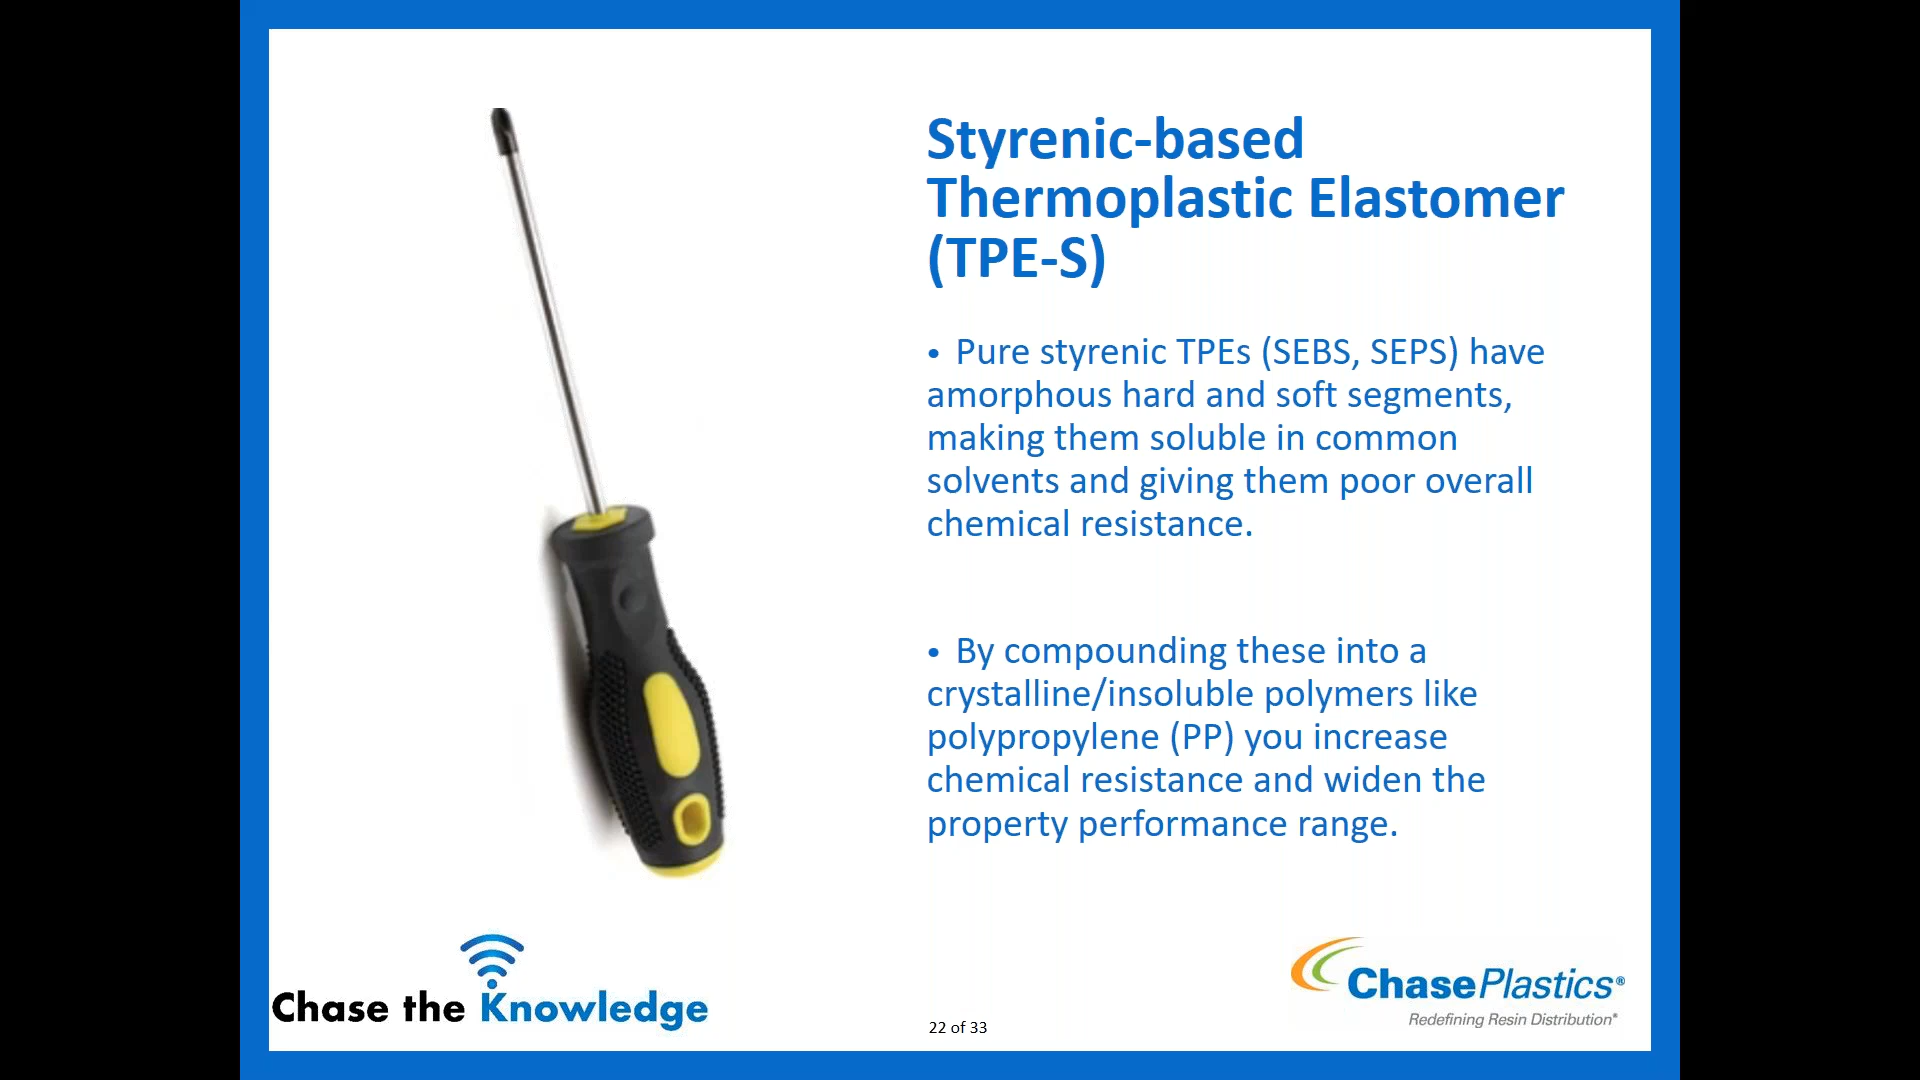 Styrenic-based
Thermoplastic Elastomer
(TPE-S)
• Pure styrenic TPEs (SEBS, SEPS) have
amorphous hard and soft segments,
making them soluble in common
solvents and giving them poor overall
chemical resistance.
• By compounding these into a
crystalline/insoluble polymers like
polypropylene (PP) you increase
chemical resistance and widen the
property performance range.
Chase the Knowledge
22 of 33
ChasePlastics®
Redefining Resin Distribution®